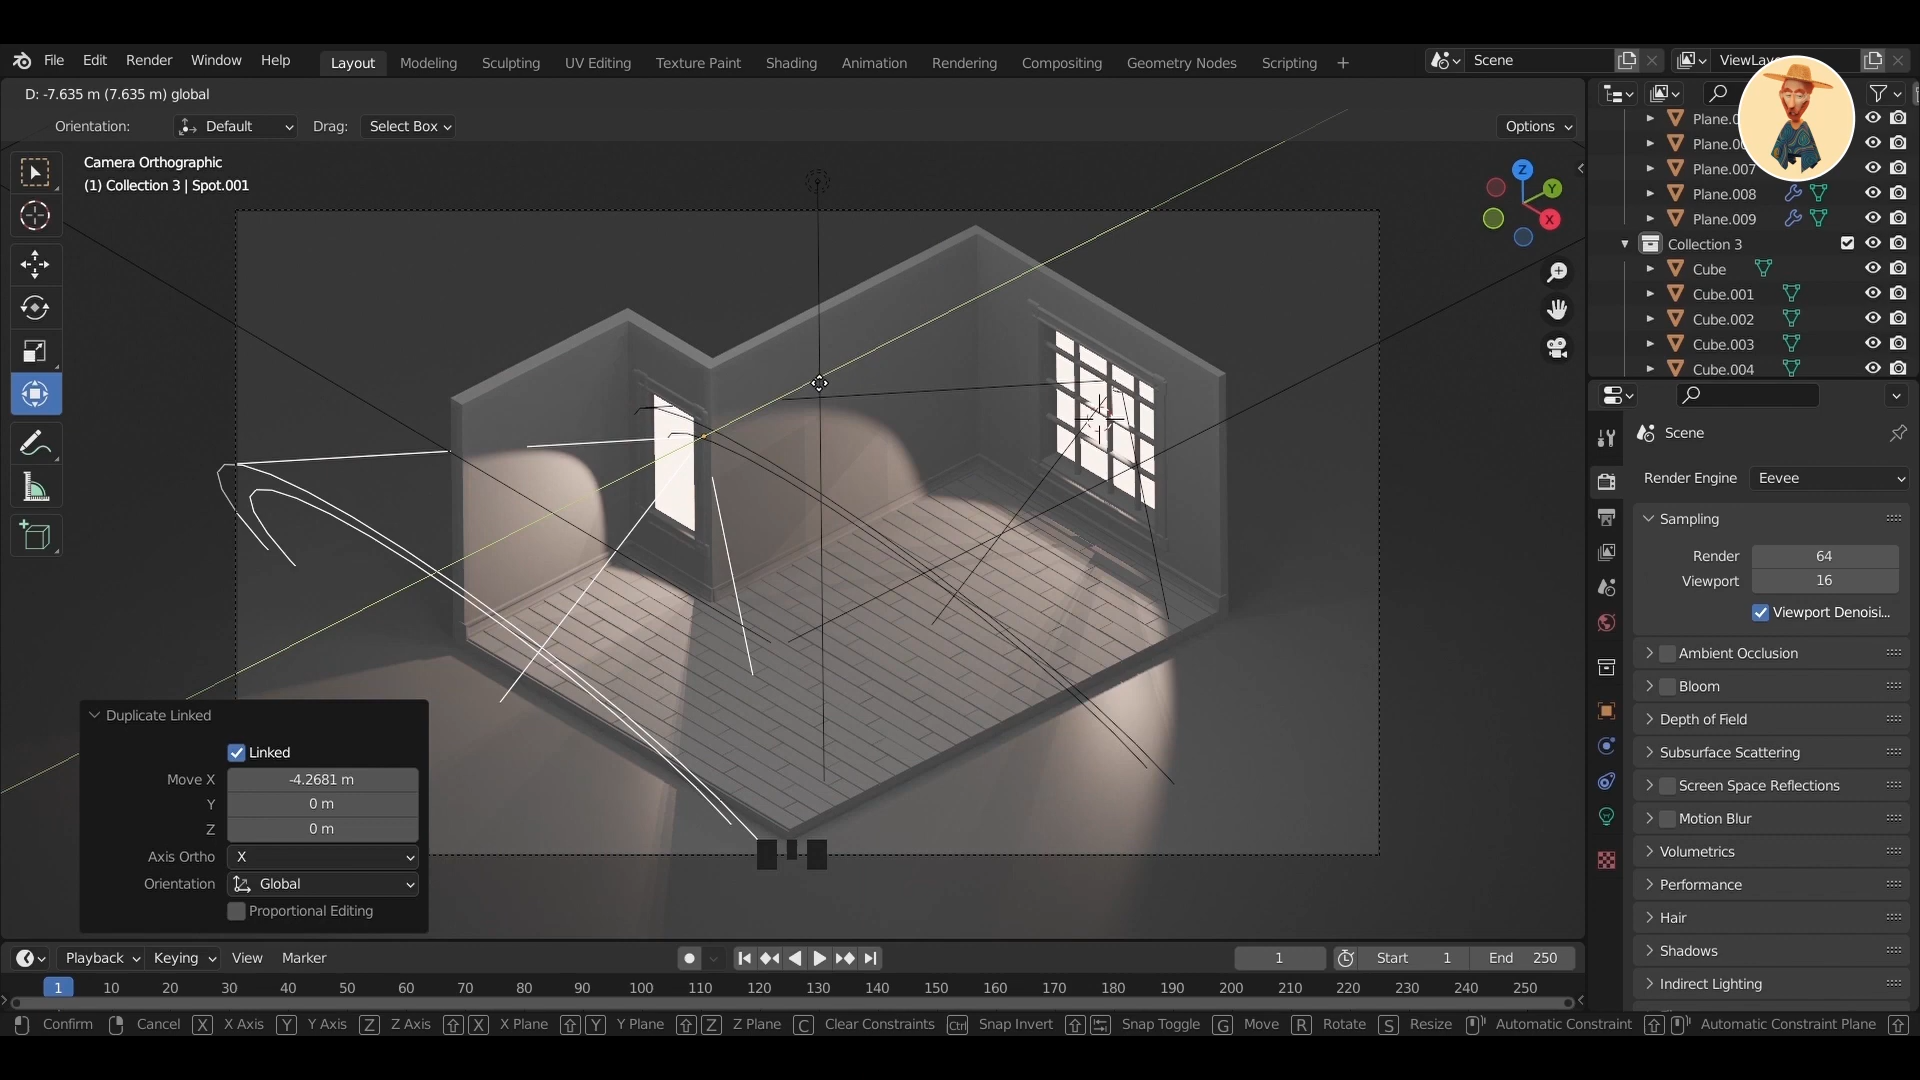 File Edit Render Window Help Layout Modeling Sculpting UV Editing Texture Paint Shading Animation Rendering Compositing Geometry Nodes Scripting + Scene
D: -7.635 m (7.635 m) global
Orientation: Default Drag: Select Box Options
Camera Orthographic
(1) Collection 3 | Spot.001
Z
Y
X
Plane.007
Plane.008
Plane.009
Collection 3
Cube
Cube.001
Cube.002
Cube.003
Cube.004
Scene
Render Engine Eevee
Sampling
Render 64
Viewport 16
Viewport Denoisi...
Ambient Occlusion
Bloom
Depth of Field
Subsurface Scattering
Screen Space Reflections
Motion Blur
Volumetrics
Performance
Hair
Shadows
Indirect Lighting
Duplicate Linked
Linked
Move X -4.2681 m
Y 0 m
Z 0 m
Axis Ortho X
Orientation Global
Proportional Editing
Playback Keying View Marker 1 Start 1 End 250
1 10 20 30 40 50 60 70 80 90 100 110 120 130 140 150 160 170 180 190 200 210 220 230 240 250
Confirm Cancel X X Axis Y Y Axis Z Z Axis X X Plane Y Y Plane Z Z Plane C Clear Constraints Ctrl Snap Invert Snap Toggle G Move R Rotate S Resize Automatic Constraint Automatic Constraint Plane